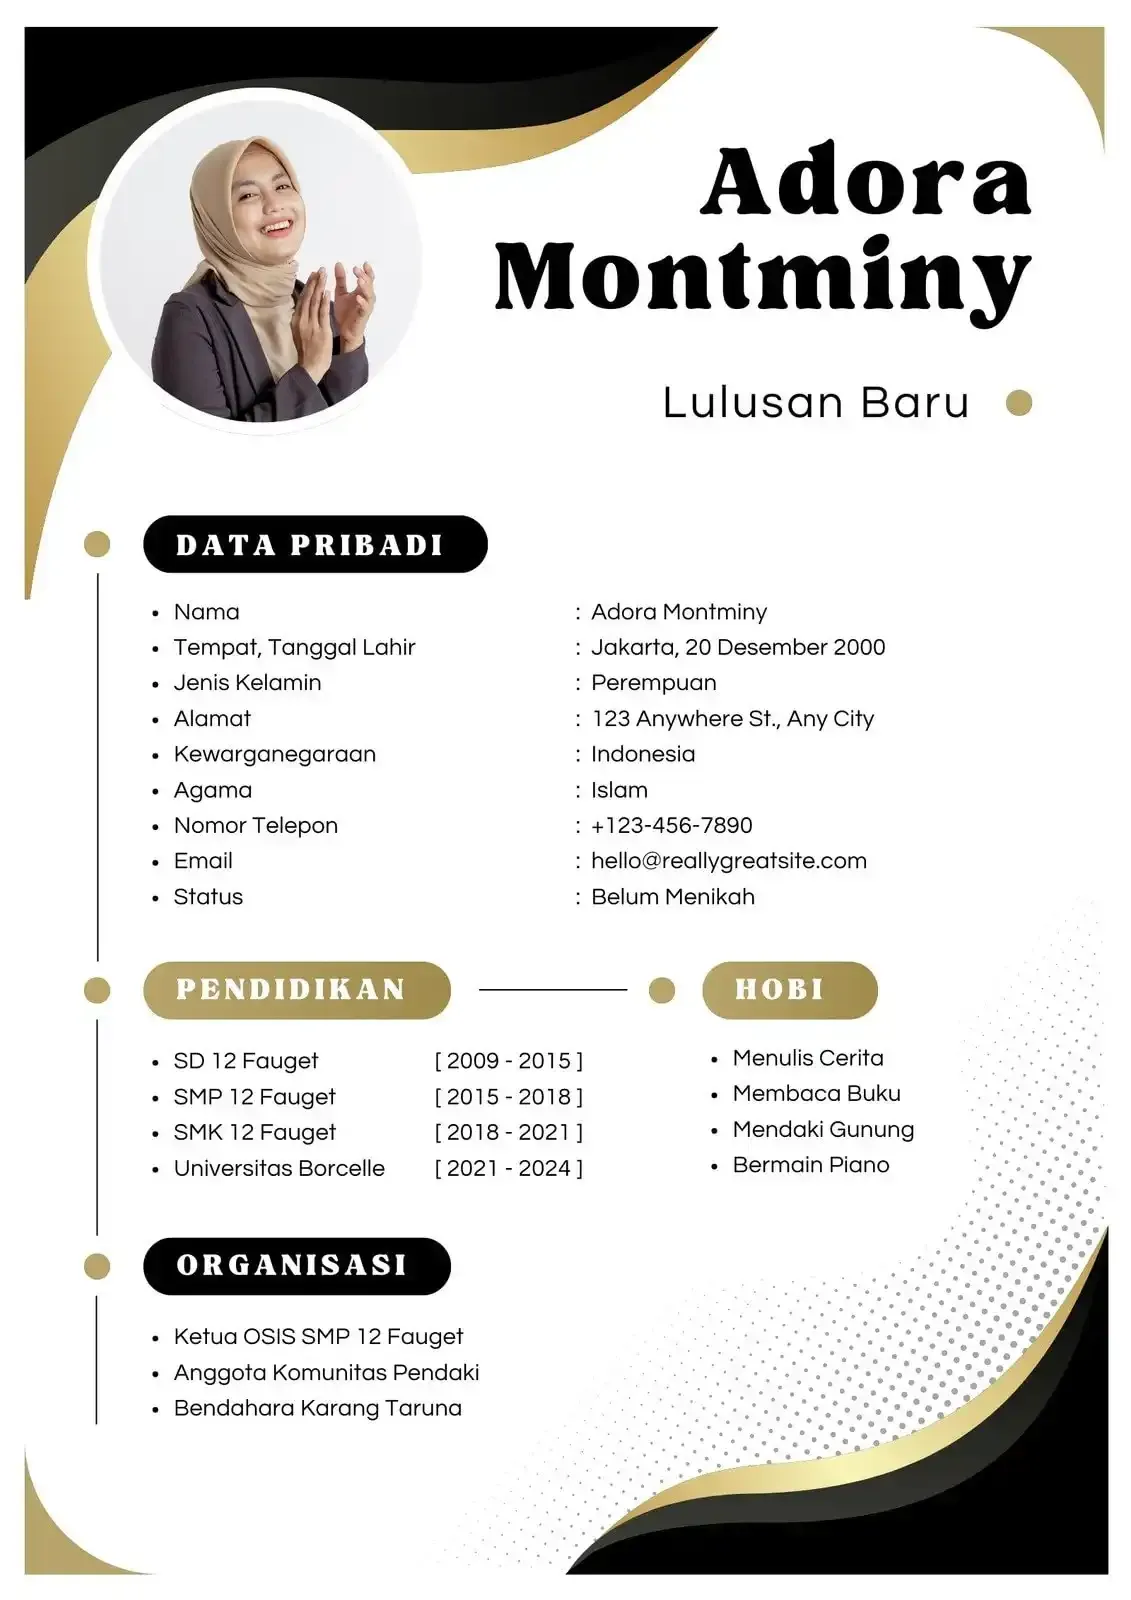 Adora
Montminy
Lulusan Baru
DATA PRIBADI
• Nama : Adora Montminy
• Tempat, Tanggal Lahir : Jakarta, 20 Desember 2000
• Jenis Kelamin : Perempuan
• Alamat : 123 Anywhere St., Any City
• Kewarganegaraan : Indonesia
• Agama : Islam
• Nomor Telepon : +123-456-7890
• Email : hello@reallygreatsite.com
• Status : Belum Menikah
PENDIDIKAN
• SD 12 Fauget [ 2009 - 2015 ]
• SMP 12 Fauget [ 2015 - 2018 ]
• SMK 12 Fauget [ 2018 - 2021 ]
• Universitas Borcelle [ 2021 - 2024 ]
HOBI
• Menulis Cerita
• Membaca Buku
• Mendaki Gunung
• Bermain Piano
ORGANISASI
• Ketua OSIS SMP 12 Fauget
• Anggota Komunitas Pendaki
• Bendahara Karang Taruna